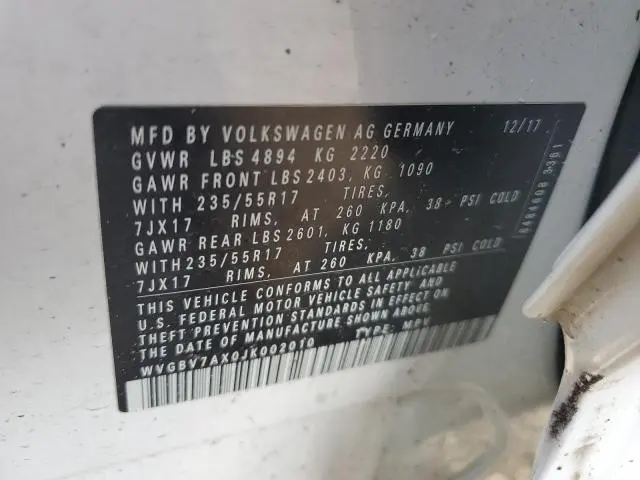 MFD BY VOLKSWAGEN AG GERMANY 12/17
GVWR LBS 4894 KG 2220
GAWR FRONT LBS 2403, KG 1090
WITH 235/55R17 TIRES,
7JX17 RIMS, AT 260 KPA, 38 PSI COLD
GAWR REAR LBS 2601, KG 1180
WITH 235/55R17 TIRES,
7JX17 RIMS, AT 260 KPA, 38 PSI COLD
THIS VEHICLE CONFORMS TO ALL APPLICABLE
U.S. FEDERAL MOTOR VEHICLE SAFETY AND
THEFT PREVENTION STANDARDS IN EFFECT ON
THE DATE OF MANUFACTURE SHOWN ABOVE.
WVGBV7AX0JK002010 TYPE: MPV